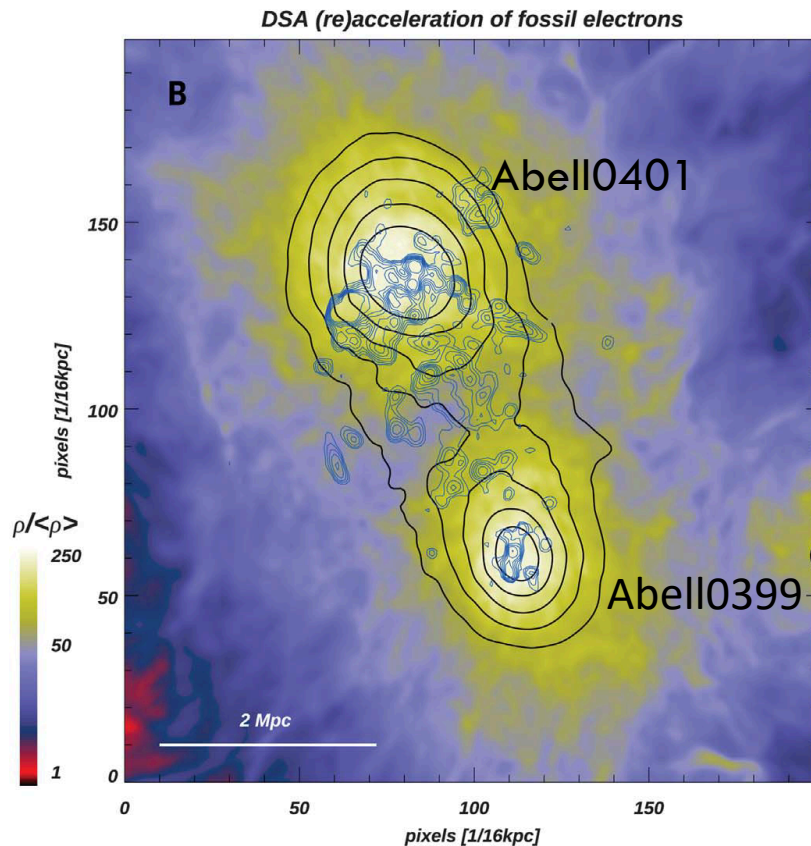 DSA (re)acceleration of fossil electrons
B
Abell0401
150
pixels [1/16kpc]
100
ρ/<ρ>
250
50
50
Abell0399
2 Mpc
1
0
0
50
100
150
pixels [1/16kpc]